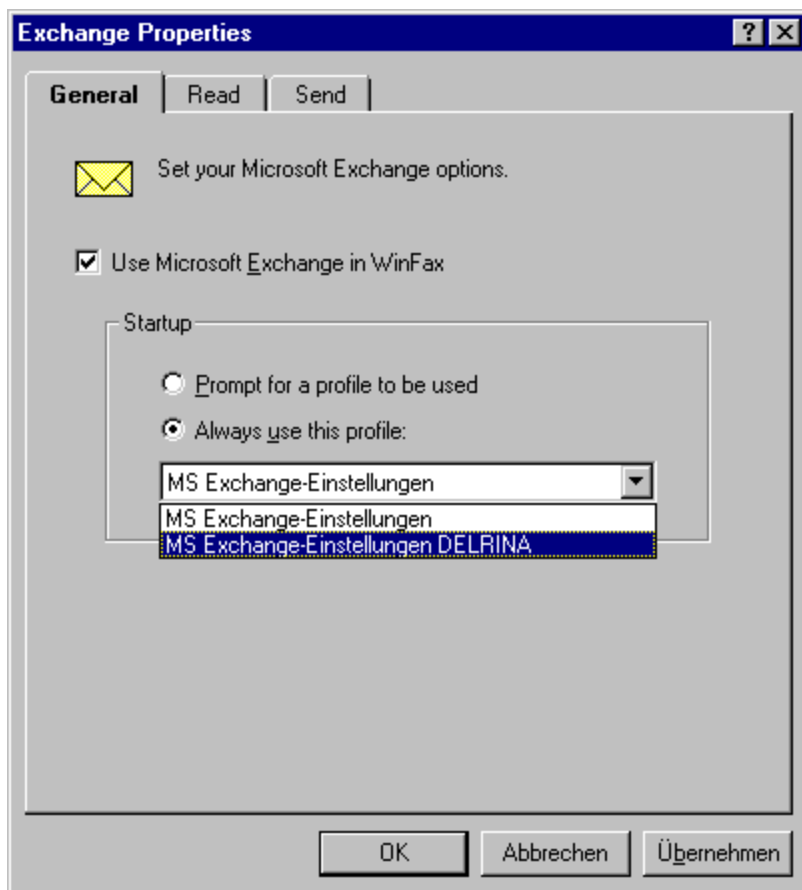 Exchange Properties
General Read Send
Set your Microsoft Exchange options.
Use Microsoft Exchange in WinFax
Startup
Prompt for a profile to be used
Always use this profile:
MS Exchange-Einstellungen
MS Exchange-Einstellungen
MS Exchange-Einstellungen DELRINA
OK Abbrechen Übernehmen